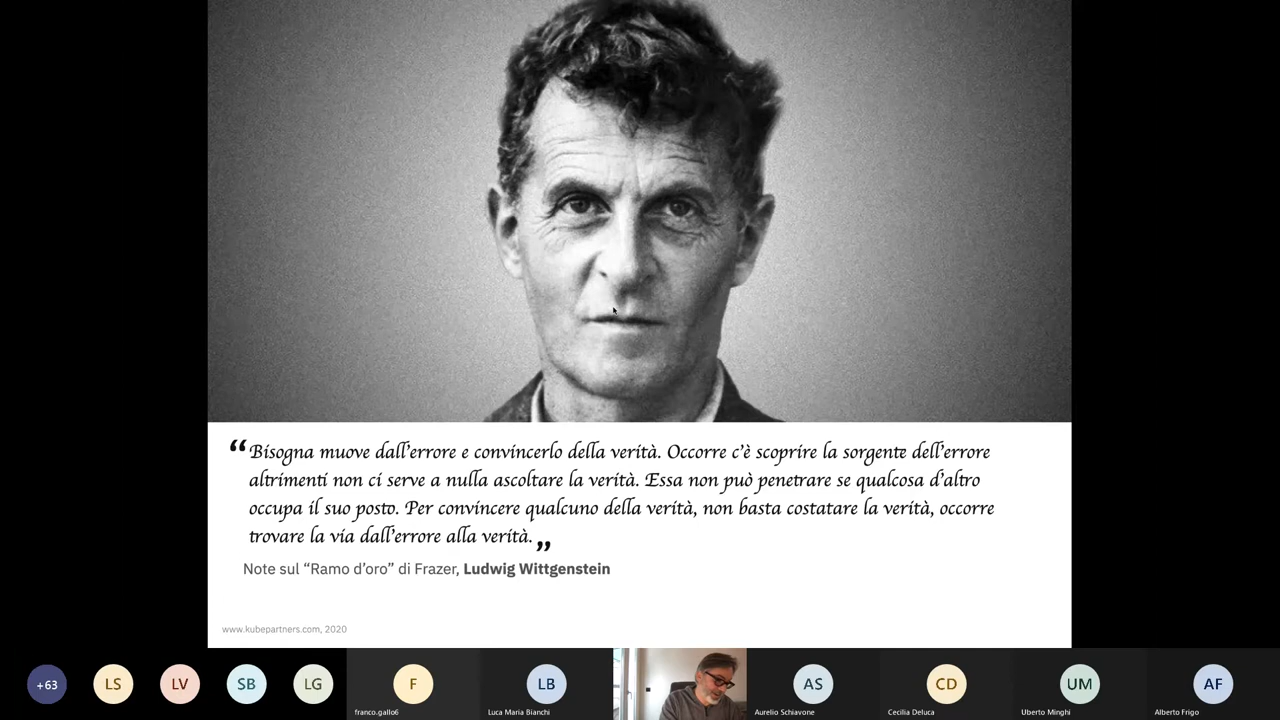 “Bisogna muove dall’errore e convincerlo della verità. Occorre c’è scoprire la sorgente dell’errore
altrimenti non ci serve a nulla ascoltare la verità. Essa non può penetrare se qualcosa d’altro
occupa il suo posto. Per convincere qualcuno della verità, non basta costatare la verità, occorre
trovare la via dall’errore alla verità.”
Note sul “Ramo d’oro” di Frazer, Ludwig Wittgenstein
www.kubepartners.com, 2020
+63
LS
LV
SB
LG
F
LB
AS
CD
UM
AF
franco.gallo6
Luca Maria Bianchi
Aurelio Schiavone
Cecilia Deluca
Uberto Minghi
Alberto Frigo